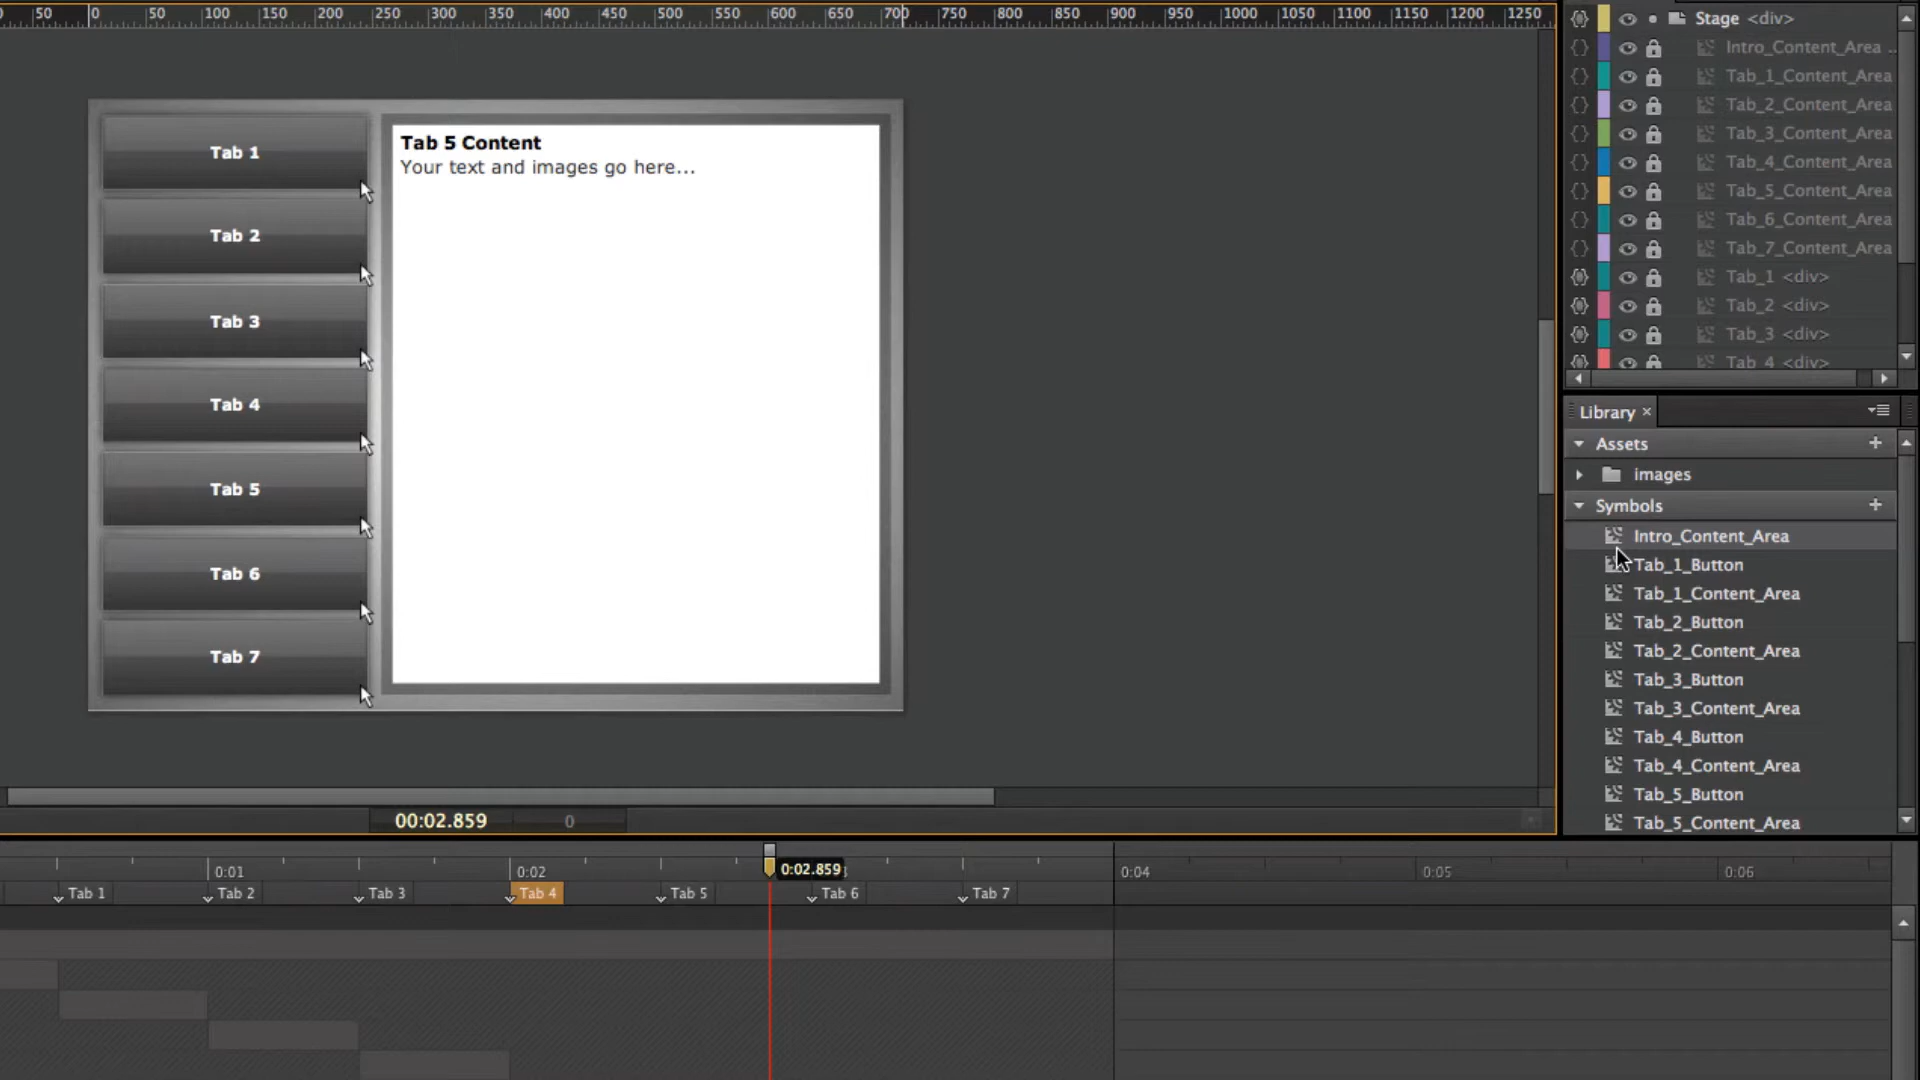 50 0 50 100 150 200 250 300 350 400 450 500 550 600 650 700 750 800 850 900 950 1000 1050 1100 1150 1200 1250
Tab 1
Tab 2
Tab 3
Tab 4
Tab 5
Tab 6
Tab 7
Tab 5 Content
Your text and images go here...
Stage <div>
Intro_Content_Area ..
Tab_1_Content_Area
Tab_2_Content_Area
Tab_3_Content_Area
Tab_4_Content_Area
Tab_5_Content_Area
Tab_6_Content_Area
Tab_7_Content_Area
Tab_1 <div>
Tab_2 <div>
Tab_3 <div>
Tab_4 <div>
Library
Assets
images
Symbols
Intro_Content_Area
Tab_1_Button
Tab_1_Content_Area
Tab_2_Button
Tab_2_Content_Area
Tab_3_Button
Tab_3_Content_Area
Tab_4_Button
Tab_4_Content_Area
Tab_5_Button
Tab_5_Content_Area
00:02.859 0
0:01 0:02 0:02.859 0:04 0:05 0:06
Tab 1 Tab 2 Tab 3 Tab 4 Tab 5 Tab 6 Tab 7